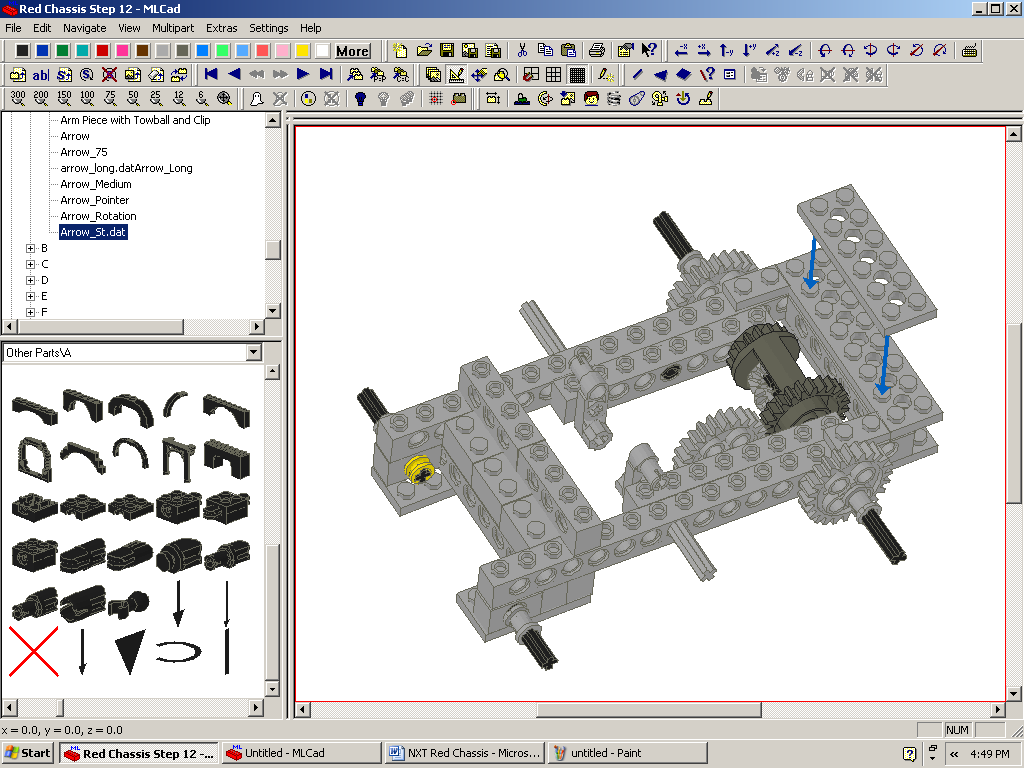 Red Chassis Step 12 - MLCad
File Edit Navigate View Multipart Extras Settings Help
More
ab|
300 200 150 100 75 50 25 12 6
Arm Piece with Towball and Clip
Arrow
Arrow_75
arrow_long.datArrow_Long
Arrow_Medium
Arrow_Pointer
Arrow_Rotation
Arrow_St.dat
B
C
D
E
F
Other Parts\A
x = 0.0, y = 0.0, z = 0.0
NUM
Start Red Chassis Step 12 -... Untitled - MLCad NXT Red Chassis - Micros... untitled - Paint 4:49 PM